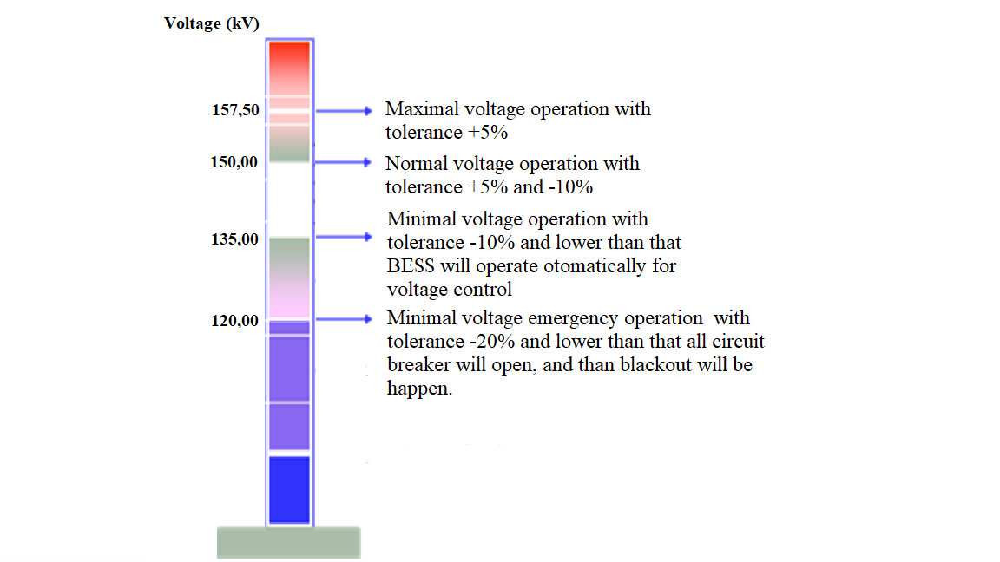 Voltage (kV)
157,50
Maximal voltage operation with
tolerance +5%
150,00
Normal voltage operation with
tolerance +5% and -10%
135,00
Minimal voltage operation with
tolerance -10% and lower than that
BESS will operate otomatically for
voltage control
120,00
Minimal voltage emergency operation  with
tolerance -20% and lower than that all circuit
breaker will open, and than blackout will be
happen.